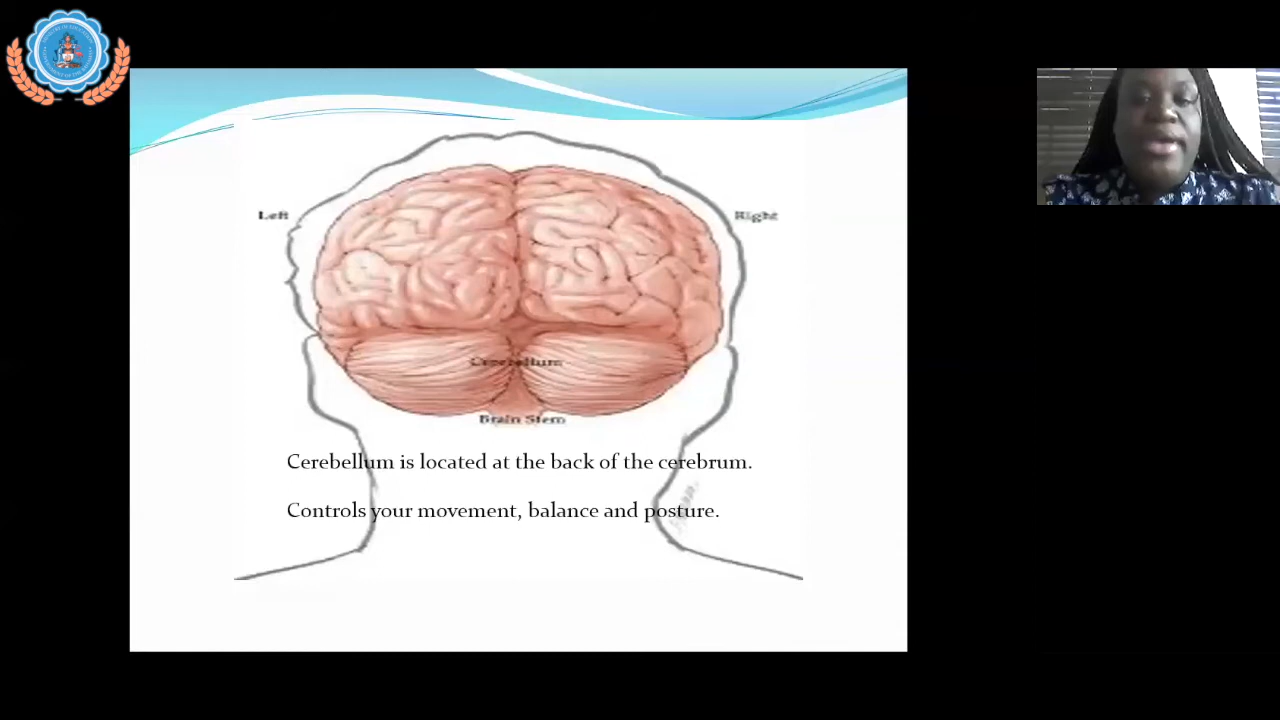 Left
Right
Cerebellum
Brain Stem
Cerebellum is located at the back of the cerebrum.
Controls your movement, balance and posture.